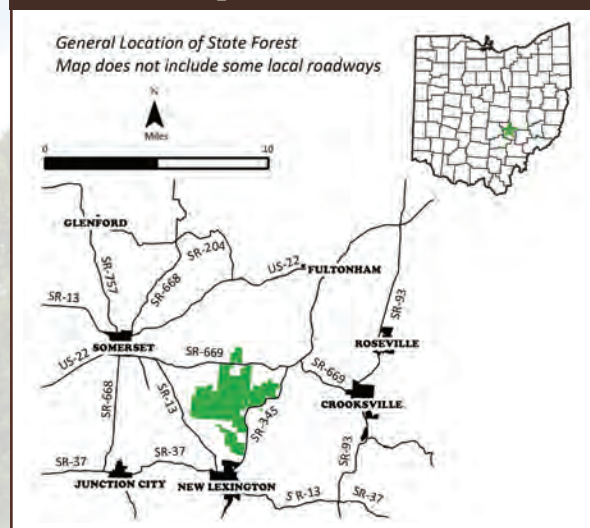 General Location of State Forest
Map does not include some local roadways
N
Miles
0
10
GLENFORD
SR-757
SR-668
SR-204
US-22
FULTONHAM
SR-13
SR-93
SOMERSET
ROSEVILLE
US-22
SR-669
SR-669
CROOKSVILLE
SR-668
SR-13
SR-345
SR-93
SR-37
SR-37
JUNCTION CITY
NEW LEXINGTON
SR-13
SR-37